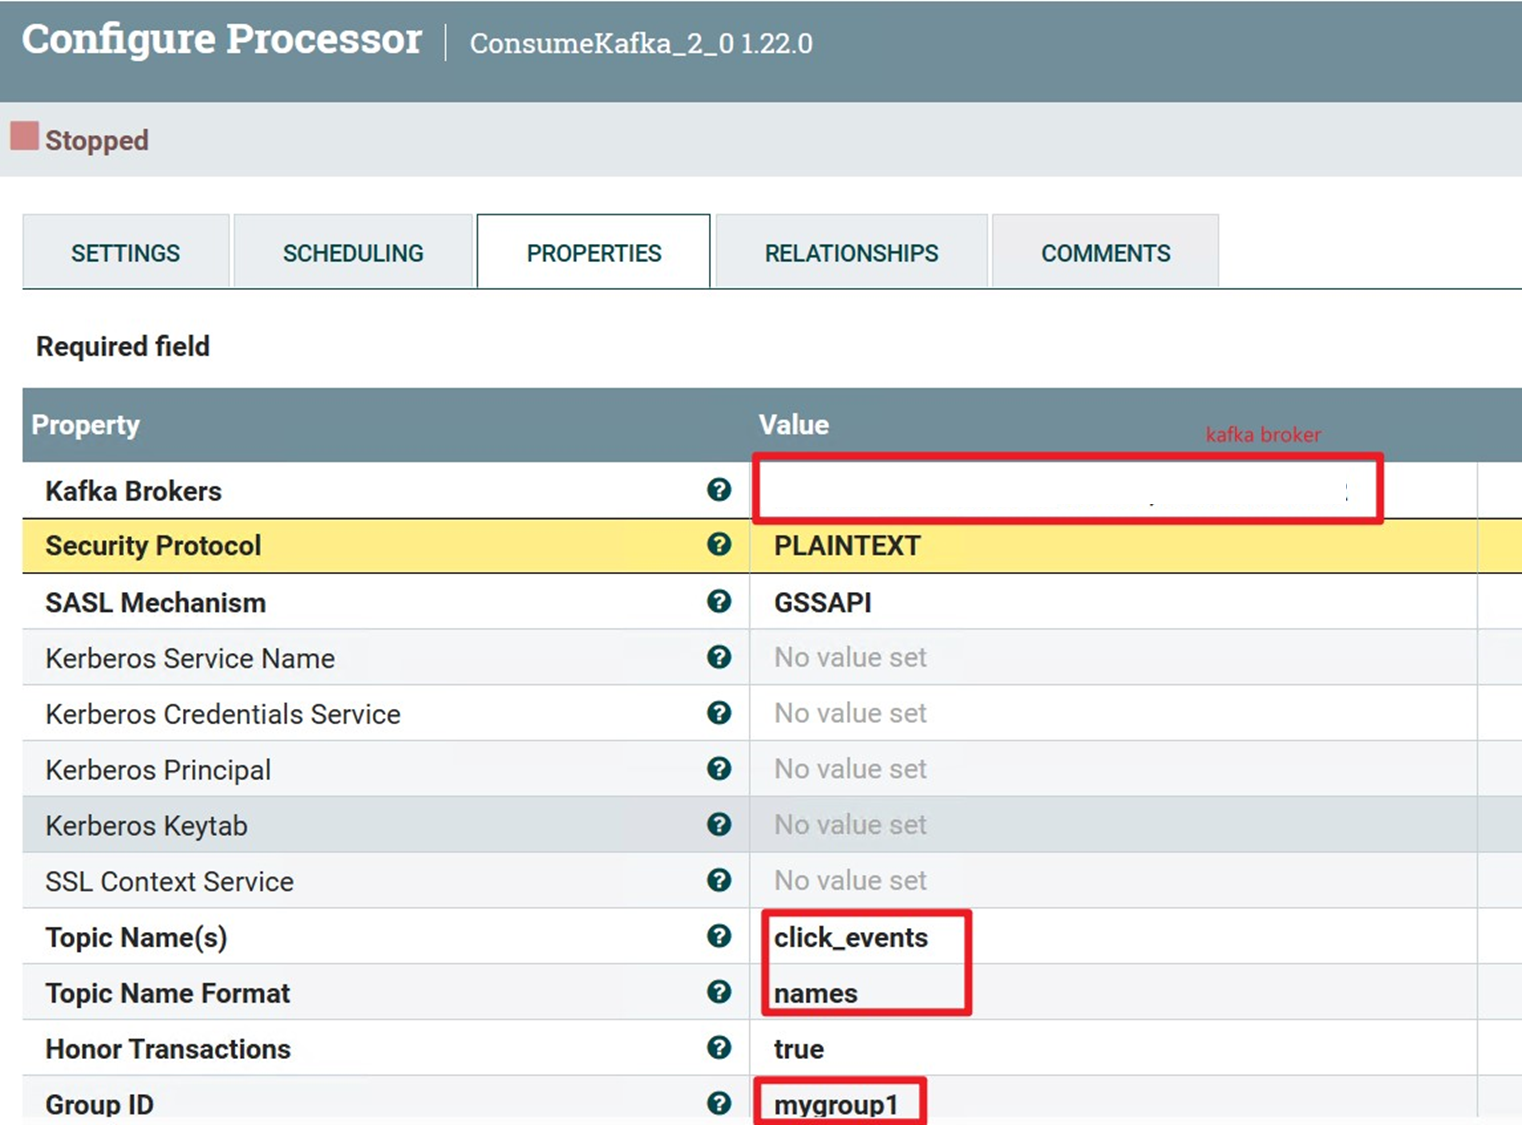 Configure Processor | ConsumeKafka_2_0 1.22.0
Stopped
SETTINGS SCHEDULING PROPERTIES RELATIONSHIPS COMMENTS
Required field
Property Value kafka broker
Kafka Brokers
Security Protocol PLAINTEXT
SASL Mechanism GSSAPI
Kerberos Service Name No value set
Kerberos Credentials Service No value set
Kerberos Principal No value set
Kerberos Keytab No value set
SSL Context Service No value set
Topic Name(s) click_events
Topic Name Format names
Honor Transactions true
Group ID mygroup1